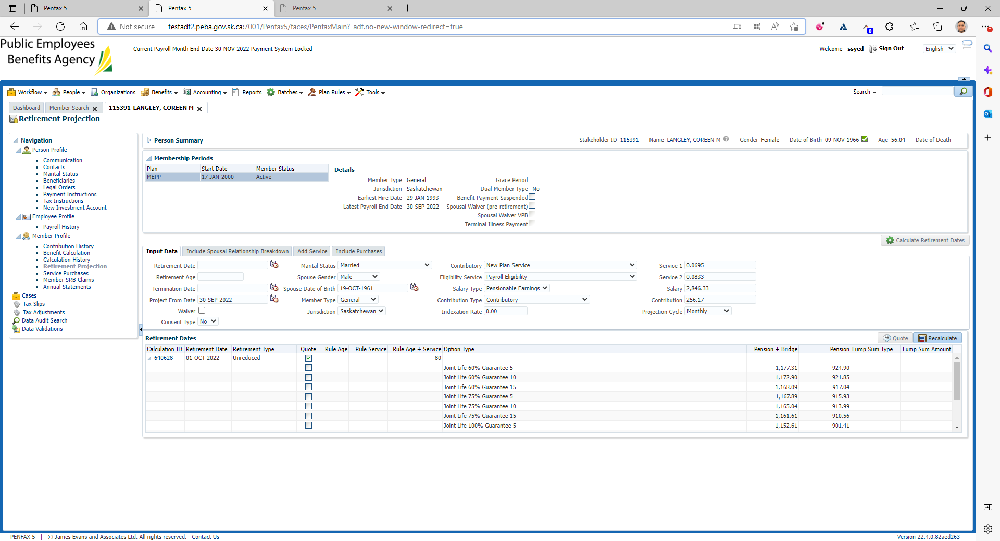 Penfax 5
Penfax 5
Penfax 5
Not secure testadf2.peba.gov.sk.ca:7001/Penfax5/faces/PenfaxMain?_adf.no-new-window-redirect=true
Public Employees
Benefits Agency
Current Payroll Month End Date 30-NOV-2022 Payment System Locked
Welcome ssyed Sign Out English
Workflow People Organizations Benefits Accounting Reports Batches Plan Rules Tools Search
Dashboard Member Search 115391-LANGLEY, COREEN M
Retirement Projection
Navigation
Person Profile
Communication
Contacts
Marital Status
Beneficiaries
Legal Orders
Payment Instructions
Tax Instructions
New Investment Account
Employee Profile
Payroll History
Member Profile
Contribution History
Benefit Calculation
Calculation History
Retirement Projection
Service Purchases
Member SRB Claims
Annual Statements
Cases
Tax Slips
Tax Adjustments
Data Audit Search
Data Validations
Person Summary Stakeholder ID 115391 Name LANGLEY, COREEN M Gender Female Date of Birth 09-NOV-1966 Age 56.04 Date of Death
Membership Periods
Plan Start Date Member Status
MEPP 17-JAN-2000 Active
Details
Member Type General Grace Period
Jurisdiction Saskatchewan Dual Member Type No
Earliest Hire Date 29-JAN-1993 Benefit Payment Suspended
Latest Payroll End Date 30-SEP-2022 Spousal Waiver (pre-retirement)
Spousal Waiver VPB
Terminal Illness Payment
Calculate Retirement Dates
Input Data Include Spousal Relationship Breakdown Add Service Include Purchases
Retirement Date Marital Status Married Contributory New Plan Service Service 1 0.0695
Retirement Age Spouse Gender Male Eligibility Service Payroll Eligibility Service 2 0.0833
Termination Date Spouse Date of Birth 19-OCT-1961 Salary Type Pensionable Earnings Salary 2,846.33
Project From Date 30-SEP-2022 Member Type General Contribution Type Contributory Contribution 256.17
Waiver Jurisdiction Saskatchewan Indexation Rate 0.00 Projection Cycle Monthly
Consent Type No
Retirement Dates Quote Recalculate
Calculation ID Retirement Date Retirement Type Quote Rule Age Rule Service Rule Age + Service Option Type Pension + Bridge Pension Lump Sum Type Lump Sum Amount
640628 01-OCT-2022 Unreduced 80
Joint Life 60% Guarantee 5 1,177.31 924.90
Joint Life 60% Guarantee 10 1,172.90 921.85
Joint Life 60% Guarantee 15 1,168.09 917.04
Joint Life 75% Guarantee 5 1,167.89 915.93
Joint Life 75% Guarantee 10 1,165.04 913.99
Joint Life 75% Guarantee 15 1,161.61 910.56
Joint Life 100% Guarantee 5 1,152.61 901.41
PENFAX 5 | © James Evans and Associates Ltd. All rights reserved. Contact Us Version 22.4.0.82aed263